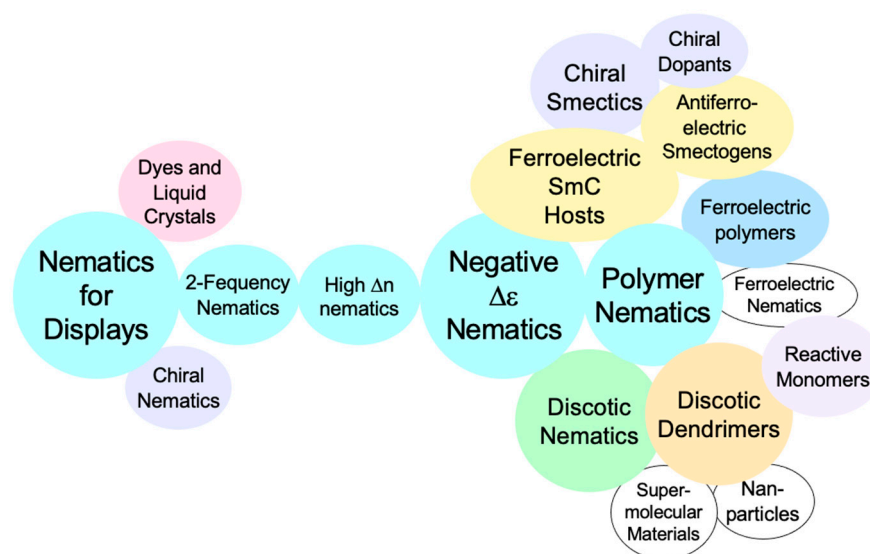 Chiral
Dopants
Chiral
Smectics
Antiferro-
electric
Smectogens
Dyes and
Liquid
Crystals
Ferroelectric
SmC
Hosts
Ferroelectric
polymers
Nematics
for
Displays
2-Fequency
Nematics
High Δn
nematics
Negative
Δε
Nematics
Polymer
Nematics
Ferroelectric
Nematics
Chiral
Nematics
Reactive
Monomers
Discotic
Nematics
Discotic
Dendrimers
Super-
molecular
Materials
Nan-
particles